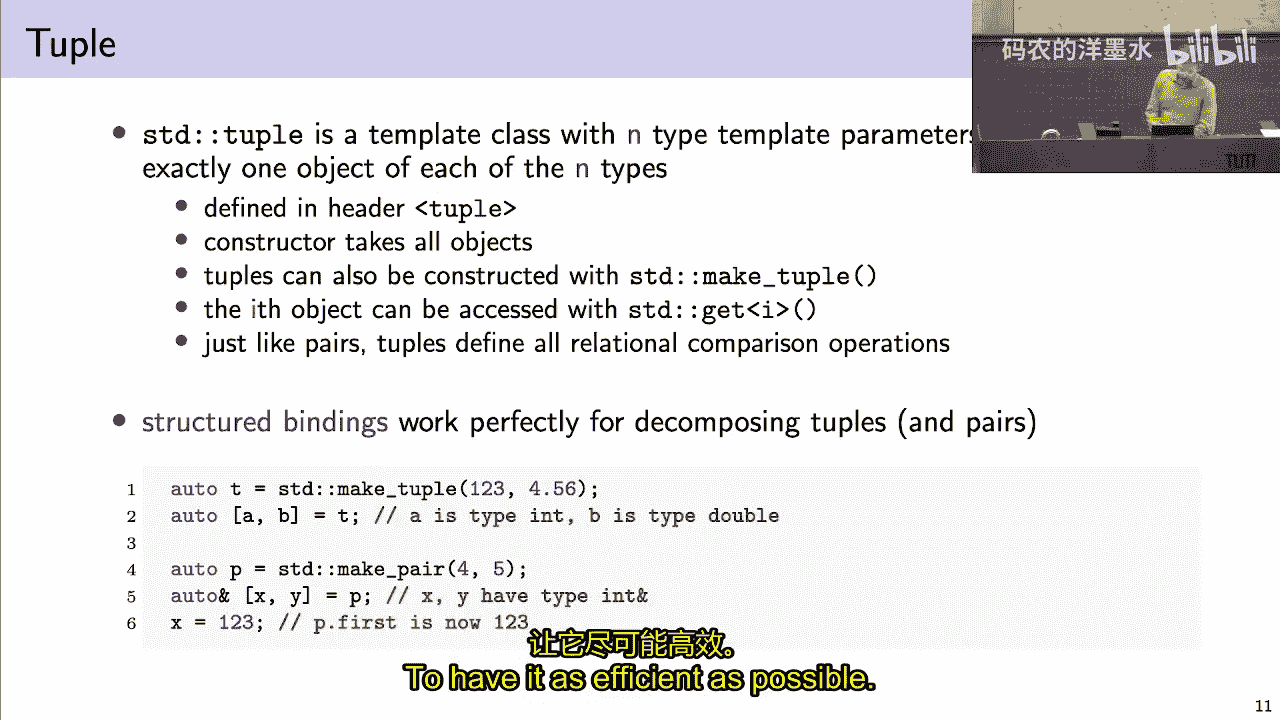 Tuple
码农的洋墨水 bilibili
• std::tuple is a template class with n type template parameters
exactly one object of each of the n types
• defined in header <tuple>
• constructor takes all objects
• tuples can also be constructed with std::make_tuple()
• the ith object can be accessed with std::get<i>()
• just like pairs, tuples define all relational comparison operations
• structured bindings work perfectly for decomposing tuples (and pairs)
1 auto t = std::make_tuple(123, 4.56);
2 auto [a, b] = t; // a is type int, b is type double
3
4 auto p = std::make_pair(4, 5);
5 auto& [x, y] = p; // x, y have type int&
6 x = 123; // p.first is now 123
让它尽可能高效。
To have it as efficient as possible.
11